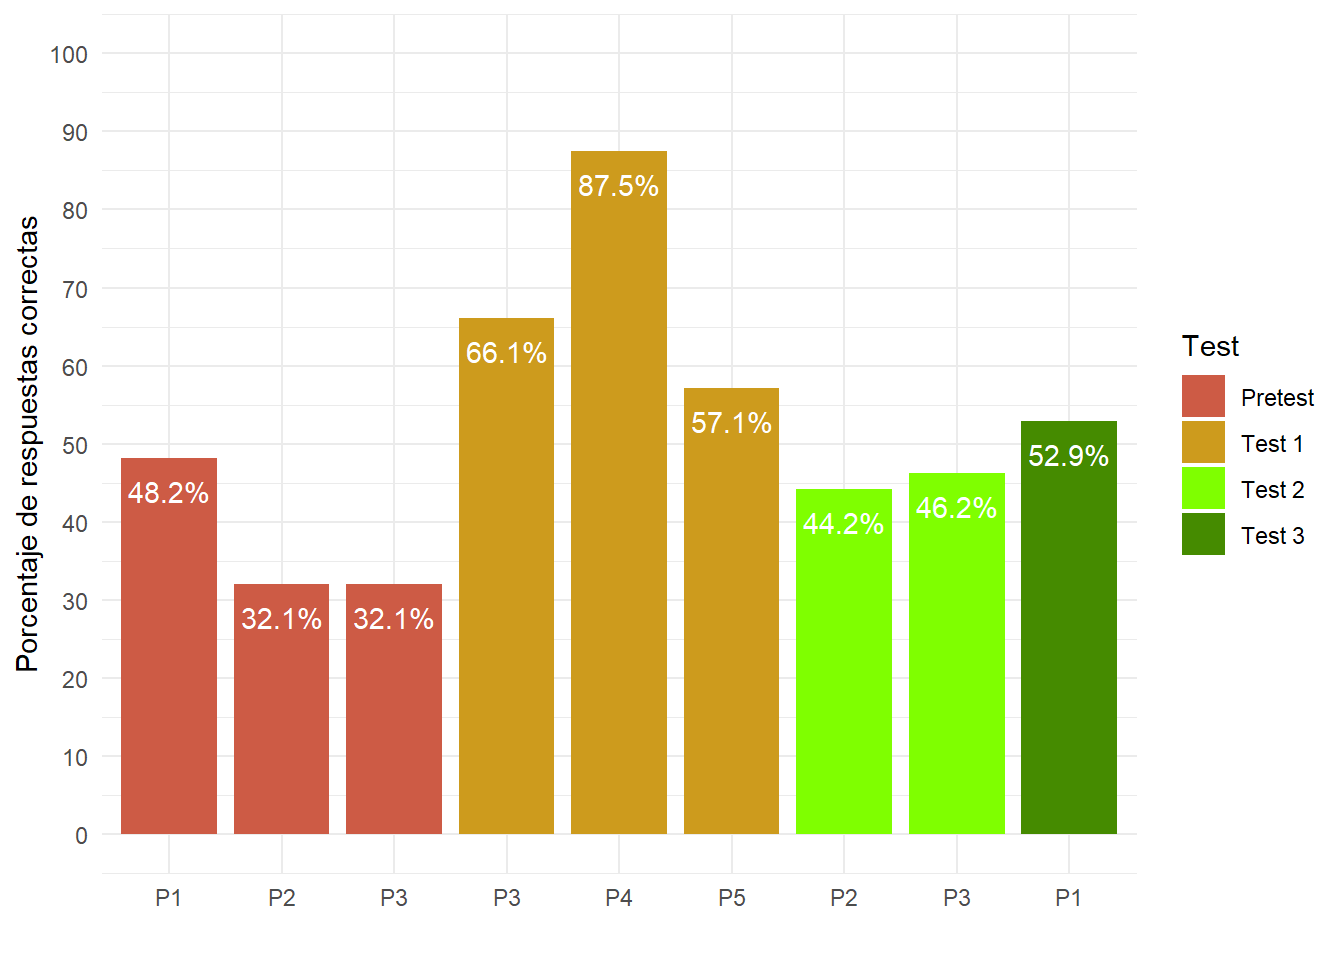 Porcentaje de respuestas correctas
100
90
80
70
60
50
40
30
20
10
0
48.2%
32.1%
32.1%
66.1%
87.5%
57.1%
44.2%
46.2%
52.9%
P1 P2 P3 P3 P4 P5 P2 P3 P1
Test
Pretest
Test 1
Test 2
Test 3